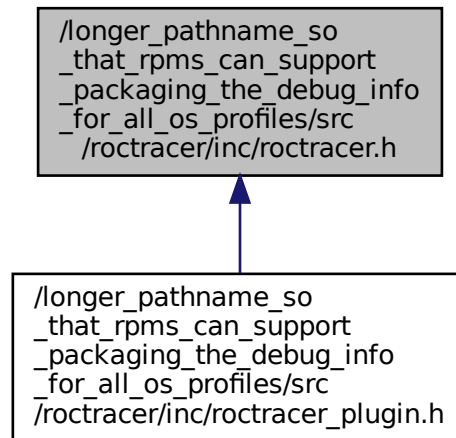 /longer_pathname_so
_that_rpms_can_support
_packaging_the_debug_info
_for_all_os_profiles/src
/roctracer/inc/roctracer.h
/longer_pathname_so
_that_rpms_can_support
_packaging_the_debug_info
_for_all_os_profiles/src
/roctracer/inc/roctracer_plugin.h